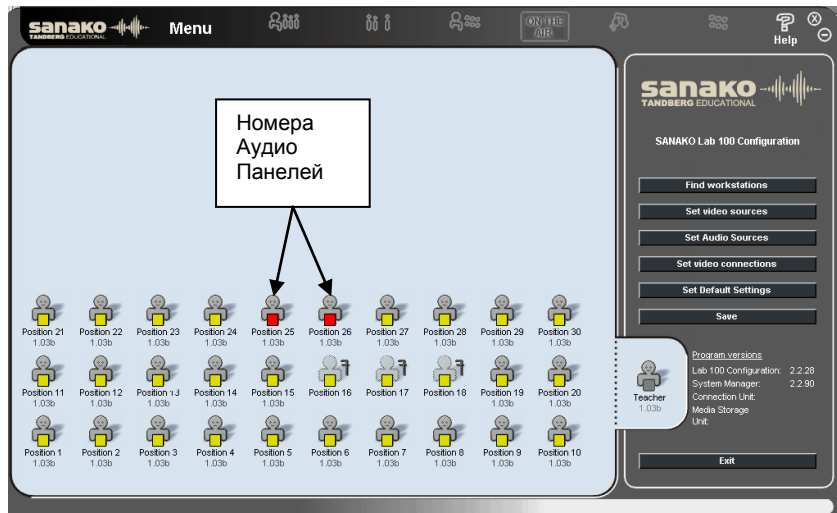 sanako
TANDBERG EDUCATIONAL
Menu
ON THE
AIR
Help
Номера
Аудио
Панелей
sanako
TANDBERG EDUCATIONAL
SANAKO Lab 100 Configuration
Find workstations
Set video sources
Set Audio Sources
Set video connections
Set Default Settings
Save
Position 21 Position 22 Position 23 Position 24 Position 25 Position 26 Position 27 Position 28 Position 29 Position 30
1.03b 1.03b 1.03b 1.03b 1.03b 1.03b 1.03b 1.03b 1.03b 1.03b
Position 11 Position 12 Position 13 Position 14 Position 15 Position 16 Position 17 Position 18 Position 19 Position 20
1.03b 1.03b 1.03b 1.03b 1.03b 1.03b 1.03b
Position 1 Position 2 Position 3 Position 4 Position 5 Position 6 Position 7 Position 8 Position 9 Position 10
1.03b 1.03b 1.03b 1.03b 1.03b 1.03b 1.03b 1.03b 1.03b 1.03b
Teacher
1.03b
Program versions
Lab 100 Configuration: 2.2.28
System Manager: 2.2.90
Connection Unit:
Media Storage
Unit:
Exit